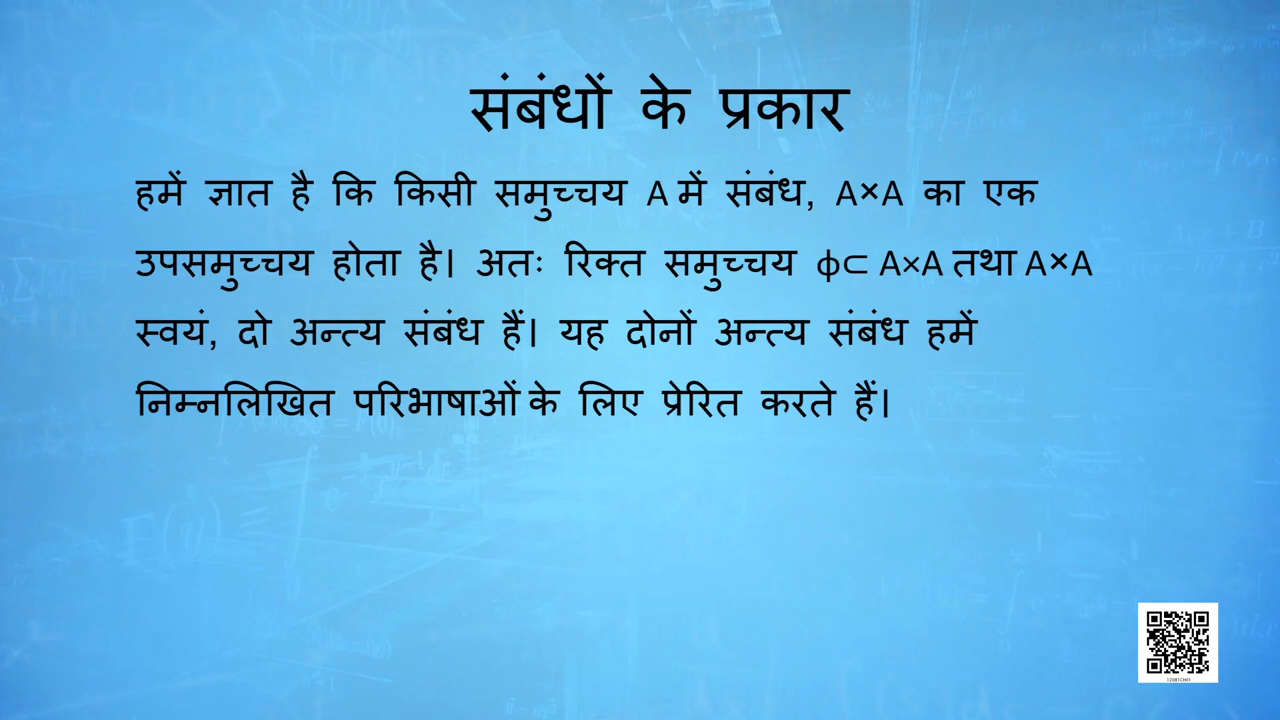 संबंधों के प्रकार
हमें ज्ञात है कि किसी समुच्चय A में संबंध, A×A का एक
उपसमुच्चय होता है। अतः रिक्त समुच्चय ϕ⊂ A×A तथा A×A
स्वयं, दो अन्त्य संबंध हैं। यह दोनों अन्त्य संबंध हमें
निम्नलिखित परिभाषाओं के लिए प्रेरित करते हैं।
12081CH01